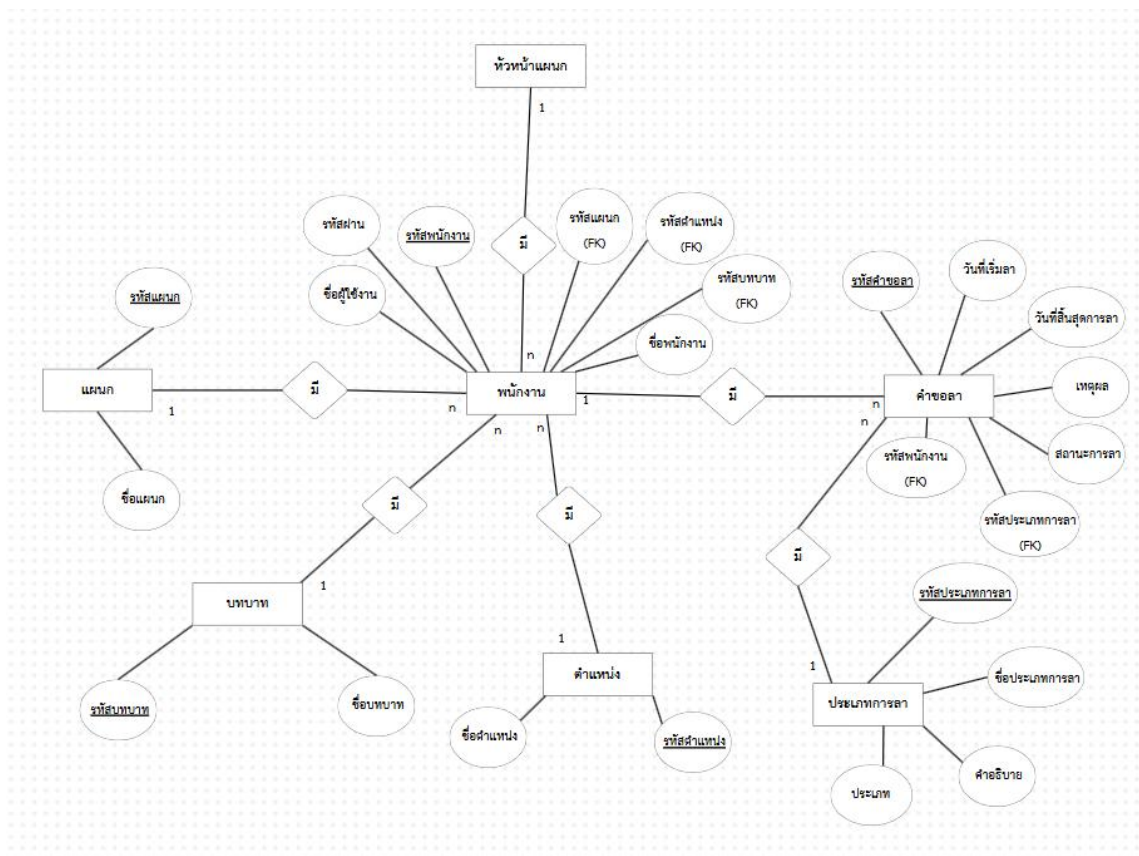 หัวหน้าแผนก
1
รหัสผ่าน
รหัสพนักงาน
มี
รหัสแผนก
(FK)
รหัสตำแหน่ง
(FK)
ชื่อผู้ใช้งาน
รหัสบทบาท
(FK)
ชื่อพนักงาน
รหัสคำขอลา
วันที่เริ่มลา
วันที่สิ้นสุดการลา
รหัสแผนก
n
แผนก
1
มี
n
พนักงาน
1
มี
n
คำขอลา
เหตุผล
n
n
n
สถานะการลา
รหัสพนักงาน
(FK)
ชื่อแผนก
มี
มี
รหัสประเภทการลา
(FK)
มี
บทบาท
1
รหัสประเภทการลา
1
ตำแหน่ง
1
ชื่อประเภทการลา
รหัสบทบาท
ชื่อบทบาท
ประเภทการลา
ชื่อตำแหน่ง
รหัสตำแหน่ง
ประเภท
คำอธิบาย